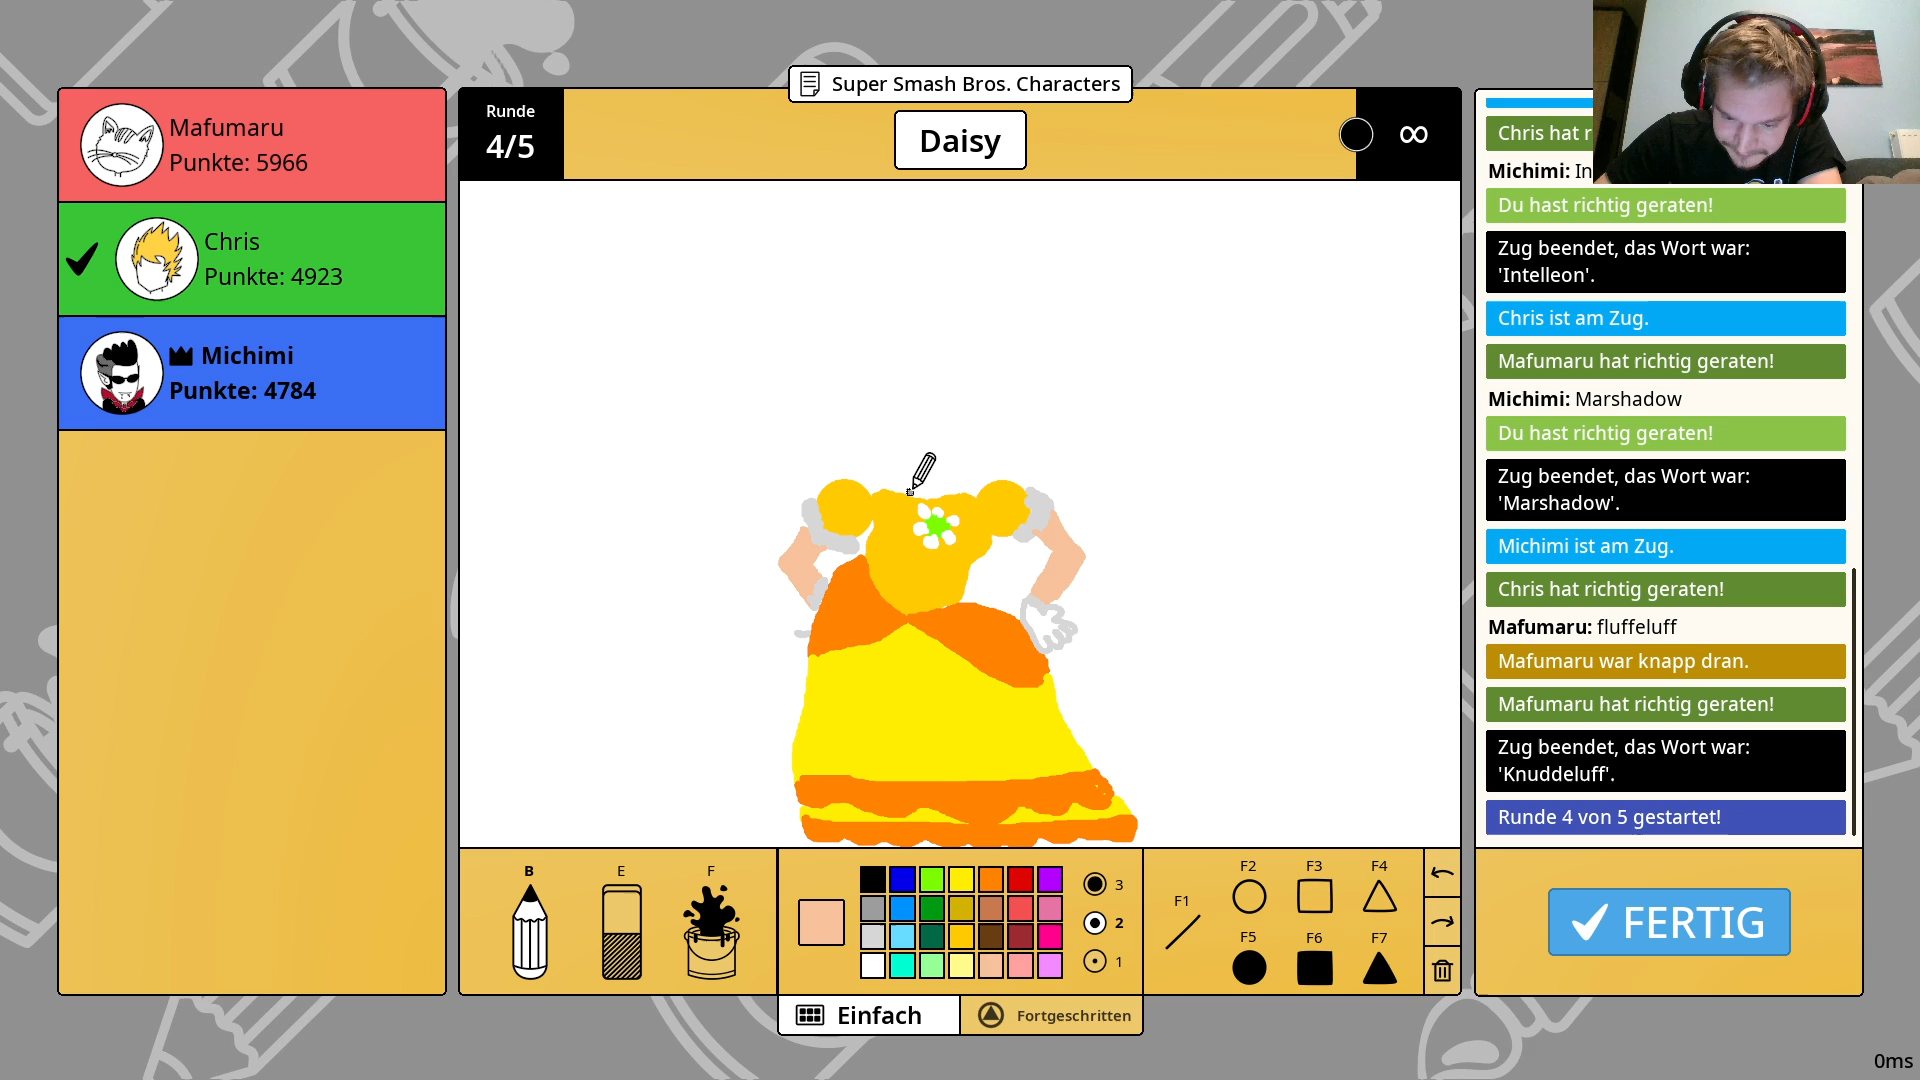 Super Smash Bros. Characters
Runde
4/5
Daisy
∞
Mafumaru
Punkte: 5966
Chris
Punkte: 4923
Michimi
Punkte: 4784
Chris hat
Michimi: In
Du hast richtig geraten!
Zug beendet, das Wort war:
'Intelleon'.
Chris ist am Zug.
Mafumaru hat richtig geraten!
Michimi: Marshadow
Du hast richtig geraten!
Zug beendet, das Wort war:
'Marshadow'.
Michimi ist am Zug.
Chris hat richtig geraten!
Mafumaru: fluffeluff
Mafumaru war knapp dran.
Mafumaru hat richtig geraten!
Zug beendet, das Wort war:
'Knuddeluff'.
Runde 4 von 5 gestartet!
B
E
F
3
2
1
F1
F2
F3
F4
F5
F6
F7
FERTIG
Einfach
Fortgeschritten
0ms